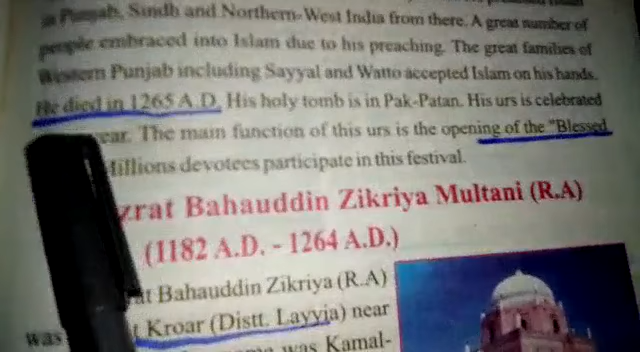 in Punjab, Sindh and Northern-West India from there. A great number of
people embraced into Islam due to his preaching. The great families of
Western Punjab including Sayyal and Watto accepted Islam on his hands.
He died in 1265 A.D. His holy tomb is in Pak-Patan. His urs is celebrated
ear. The main function of this urs is the opening of the "Blessed
Millions devotees participate in this festival.
zrat Bahauddin Zikriya Multani (R.A)
(1182 A.D. - 1264 A.D.)
at Bahauddin Zikriya (R.A)
was t Kroar (Distt. Layyia) near
was Kamal-